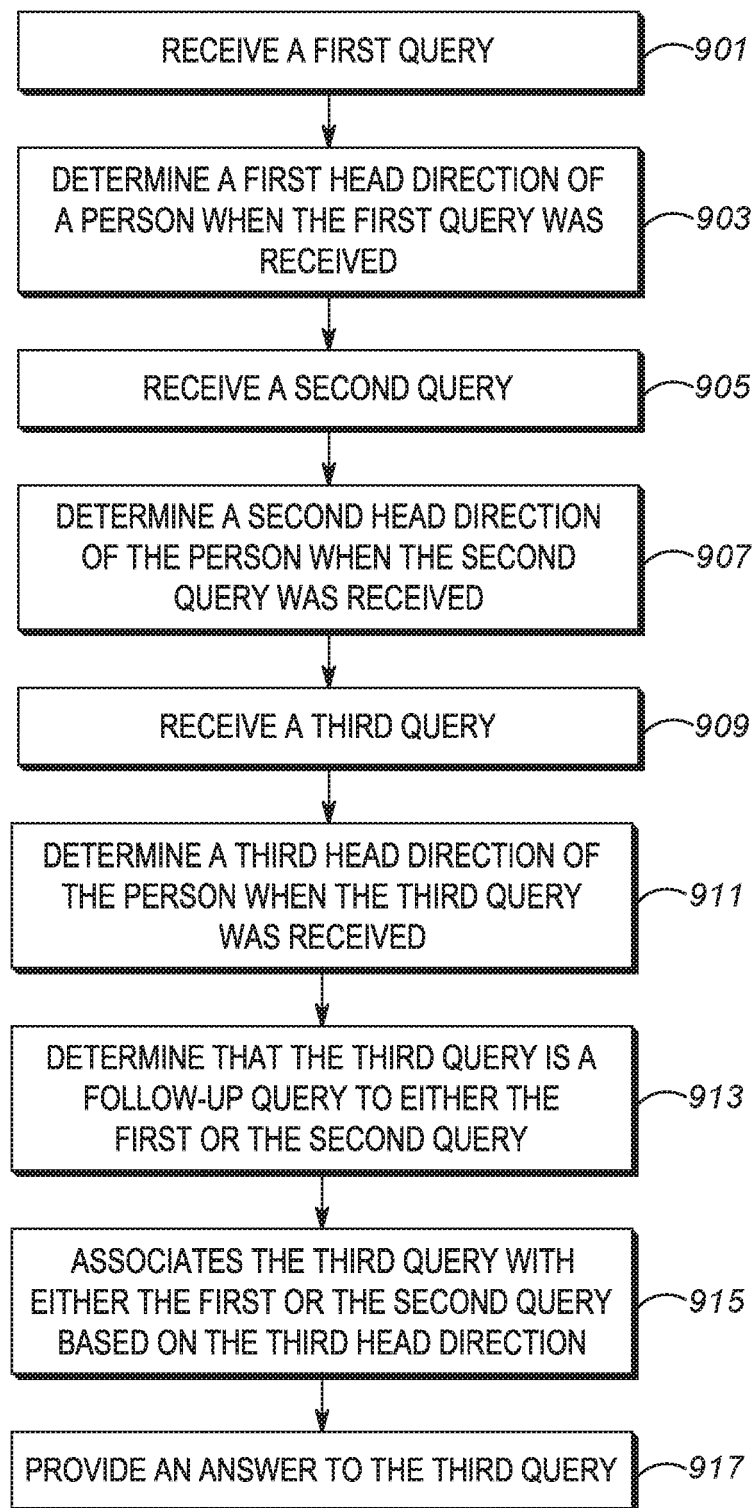 RECEIVE A FIRST QUERY
901
DETERMINE A FIRST HEAD DIRECTION OF
A PERSON WHEN THE FIRST QUERY WAS
RECEIVED
903
RECEIVE A SECOND QUERY
905
DETERMINE A SECOND HEAD DIRECTION
OF THE PERSON WHEN THE SECOND
QUERY WAS RECEIVED
907
RECEIVE A THIRD QUERY
909
DETERMINE A THIRD HEAD DIRECTION OF
THE PERSON WHEN THE THIRD QUERY
WAS RECEIVED
911
DETERMINE THAT THE THIRD QUERY IS A
FOLLOW-UP QUERY TO EITHER THE
FIRST OR THE SECOND QUERY
913
ASSOCIATES THE THIRD QUERY WITH
EITHER THE FIRST OR THE SECOND QUERY
BASED ON THE THIRD HEAD DIRECTION
915
PROVIDE AN ANSWER TO THE THIRD QUERY
917